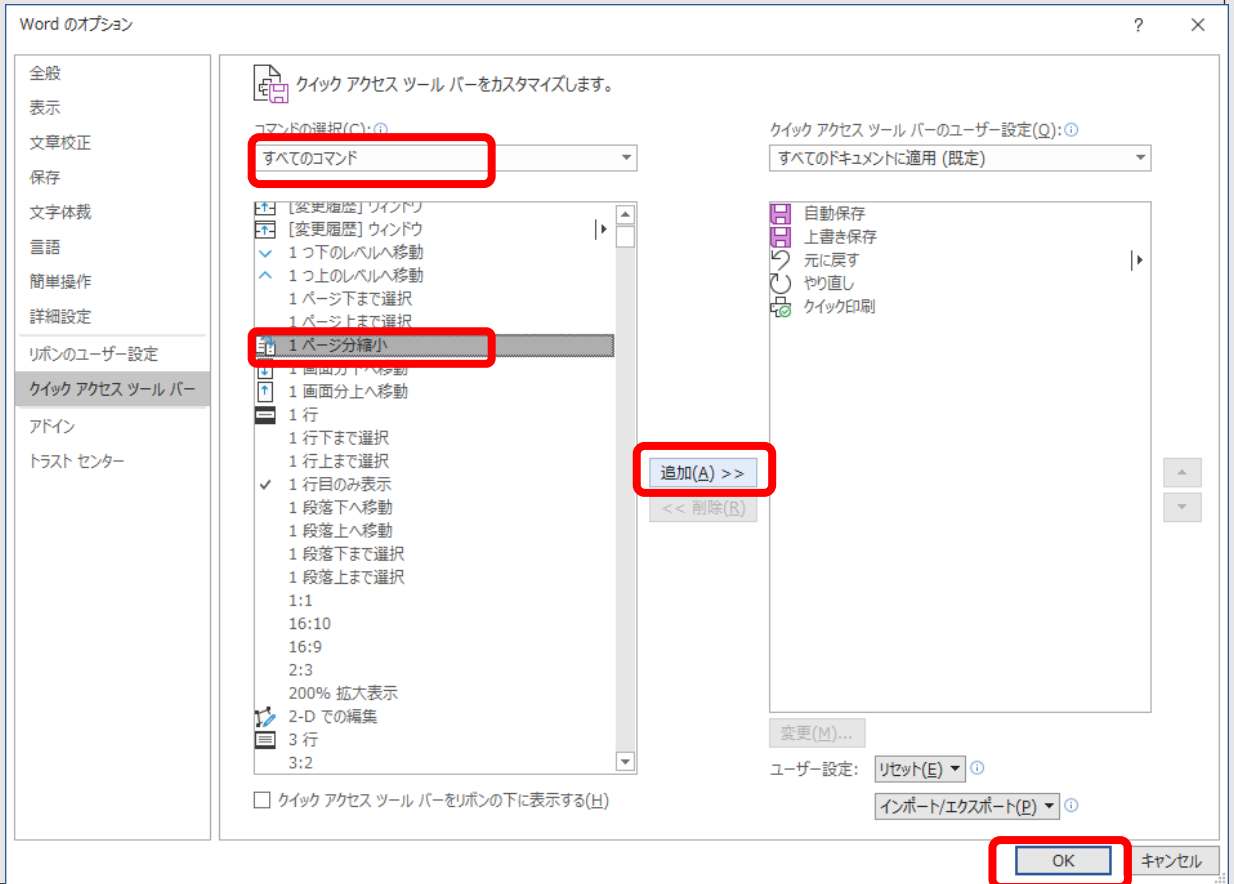 Word のオプション
?
全般
表示
文章校正
保存
文字体裁
言語
簡単操作
詳細設定
リボンのユーザー設定
クイック アクセス ツール バー
アドイン
トラスト センター
クイック アクセス ツール バーをカスタマイズします。
コマンドの選択(C):
すべてのコマンド
[変更履歴] ウィンドウ
[変更履歴] ウィンドウ
1 つ下のレベルへ移動
1 つ上のレベルへ移動
1 ページ下まで選択
1 ページ上まで選択
1 ページ分縮小
1 画面分下へ移動
1 画面分上へ移動
1 行
1 行下まで選択
1 行上まで選択
1 行目のみ表示
1 段落下へ移動
1 段落上へ移動
1 段落下まで選択
1 段落上まで選択
1:1
16:10
16:9
2:3
200% 拡大表示
2-D での編集
3 行
3:2
クイック アクセス ツール バーをリボンの下に表示する(H)
追加(A) >>
<< 削除(R)
クイック アクセス ツール バーのユーザー設定(Q):
すべてのドキュメントに適用 (既定)
自動保存
上書き保存
元に戻す
やり直し
クイック印刷
変更(M)...
ユーザー設定:
リセット(E)
インポート/エクスポート(P)
OK
キャンセル